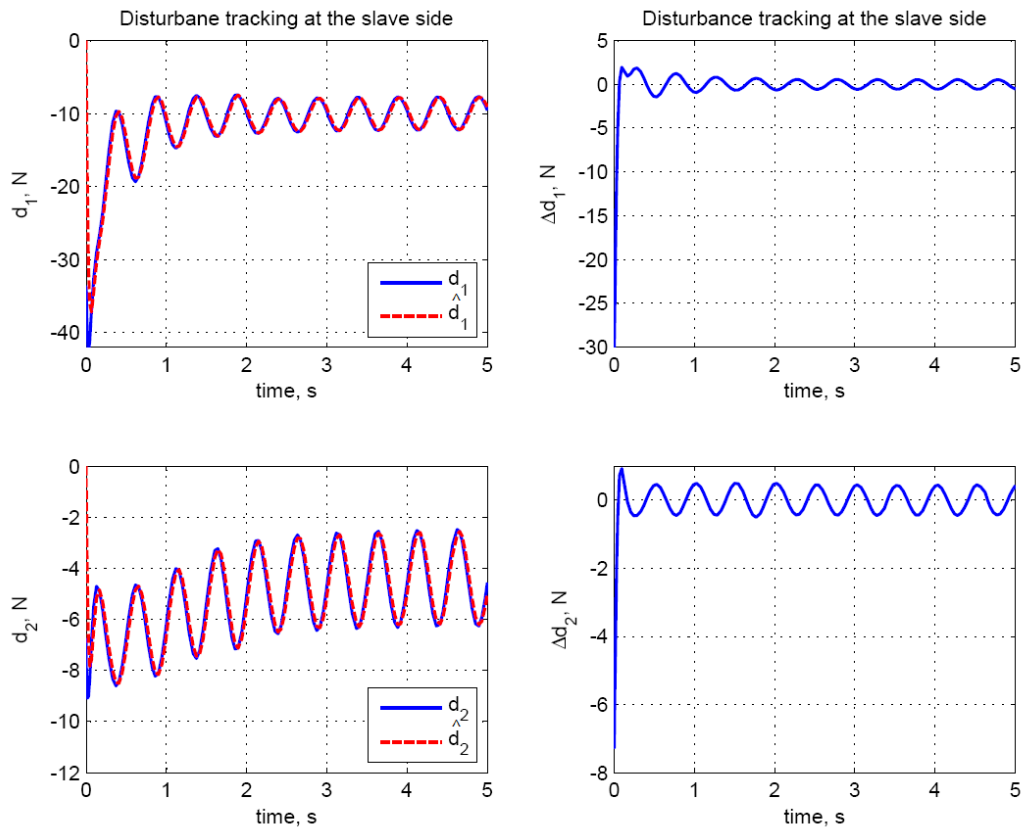 Disturbane tracking at the slave side
0
-10
-20
-30
-40
d₁, N
d₁
d̂₁
0 1 2 3 4 5
time, s
Disturbance tracking at the slave side
5
0
-5
-10
-15
-20
-25
-30
Δd₁, N
0 1 2 3 4 5
time, s
0
-2
-4
-6
-8
-10
-12
d₂, N
d₂
d̂₂
0 1 2 3 4 5
time, s
0
-2
-4
-6
-8
Δd₂, N
0 1 2 3 4 5
time, s